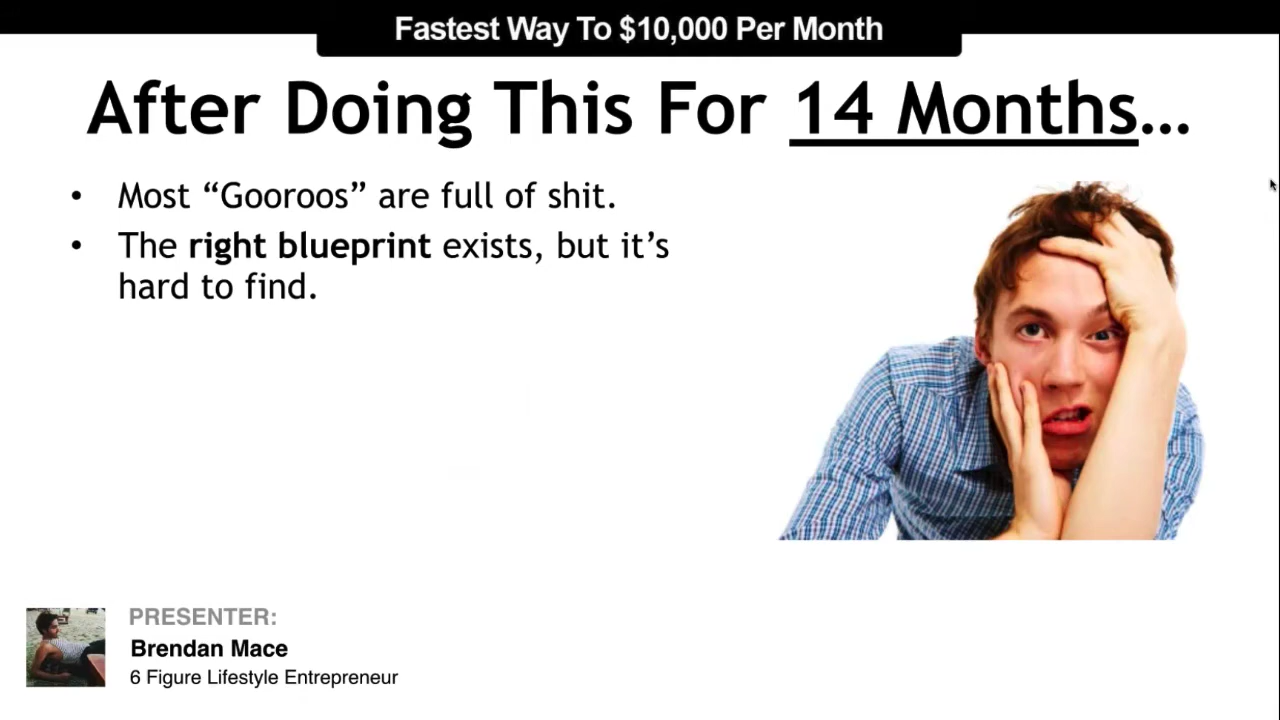 Fastest Way To $10,000 Per Month
After Doing This For 14 Months...
• Most “Gooroos” are full of shit.
• The right blueprint exists, but it’s
hard to find.
PRESENTER:
Brendan Mace
6 Figure Lifestyle Entrepreneur